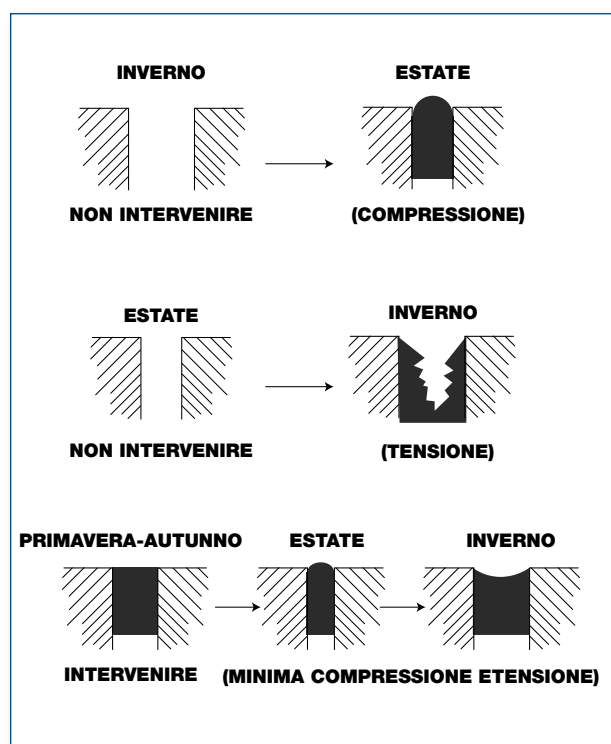 INVERNO ESTATE
NON INTERVENIRE (COMPRESSIONE)
ESTATE INVERNO
NON INTERVENIRE (TENSIONE)
PRIMAVERA-AUTUNNO ESTATE INVERNO
INTERVENIRE (MINIMA COMPRESSIONE ETENSIONE)